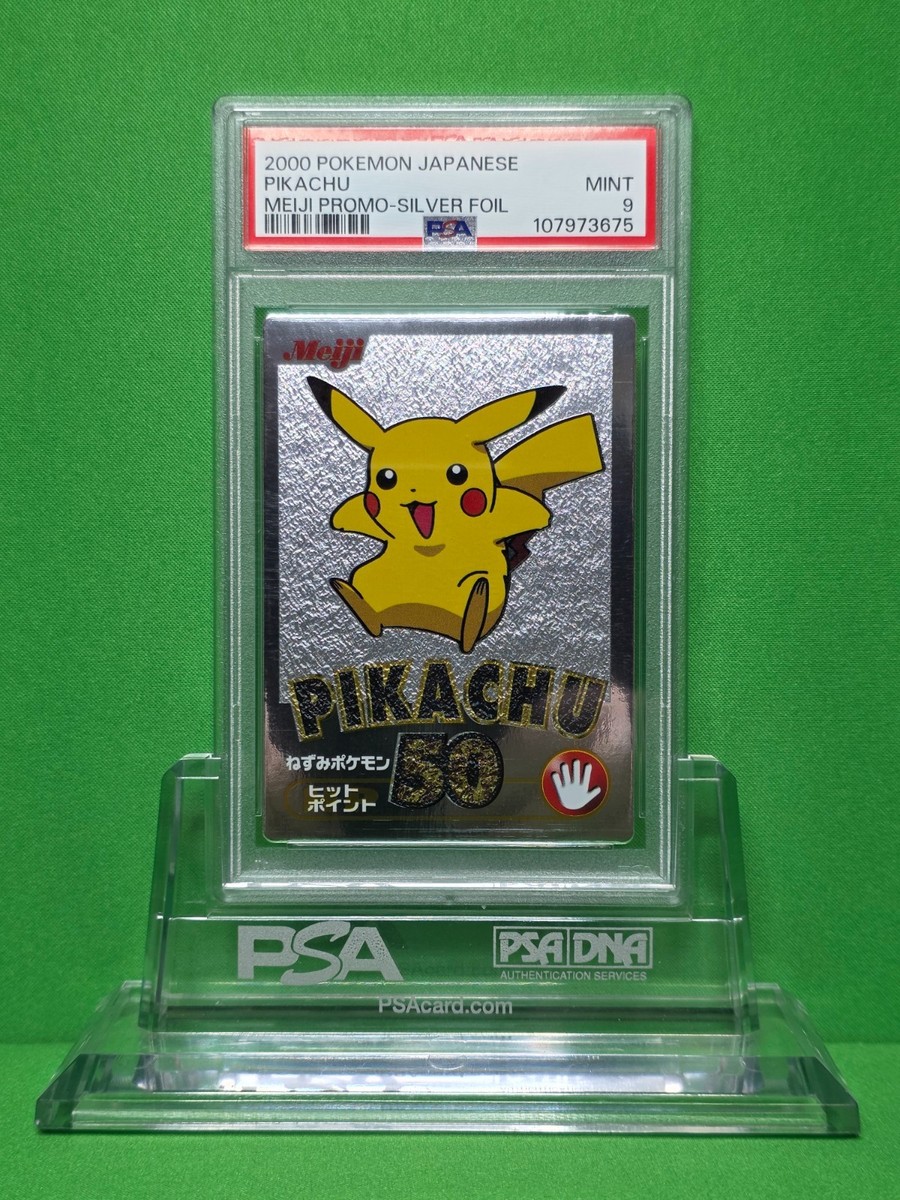 2000 POKEMON JAPANESE
PIKACHU MINT
MEIJI PROMO-SILVER FOIL 9
PSA 107973675
Meiji
PIKACHU
ねずみポケモン 50
ヒット
ポイント
PSA PSA DNA
AUTHENTICATION SERVICES
PSAcard.com